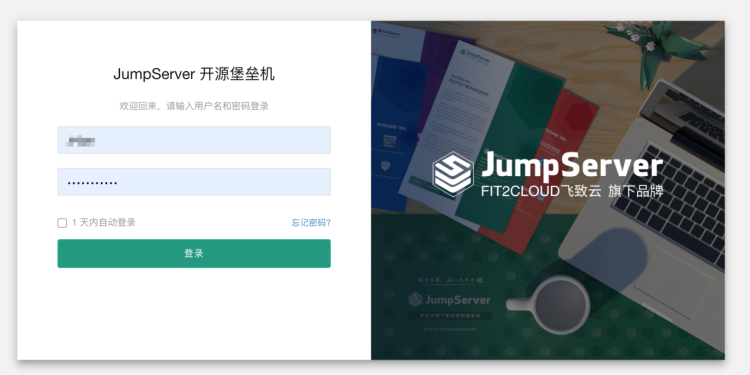 JumpServer 开源堡垒机
欢迎回来，请输入用户名和密码登录
•••••••••••
1 天内自动登录
忘记密码?
登录
JumpServer
FIT2CLOUD飞致云 旗下品牌
JumpServer